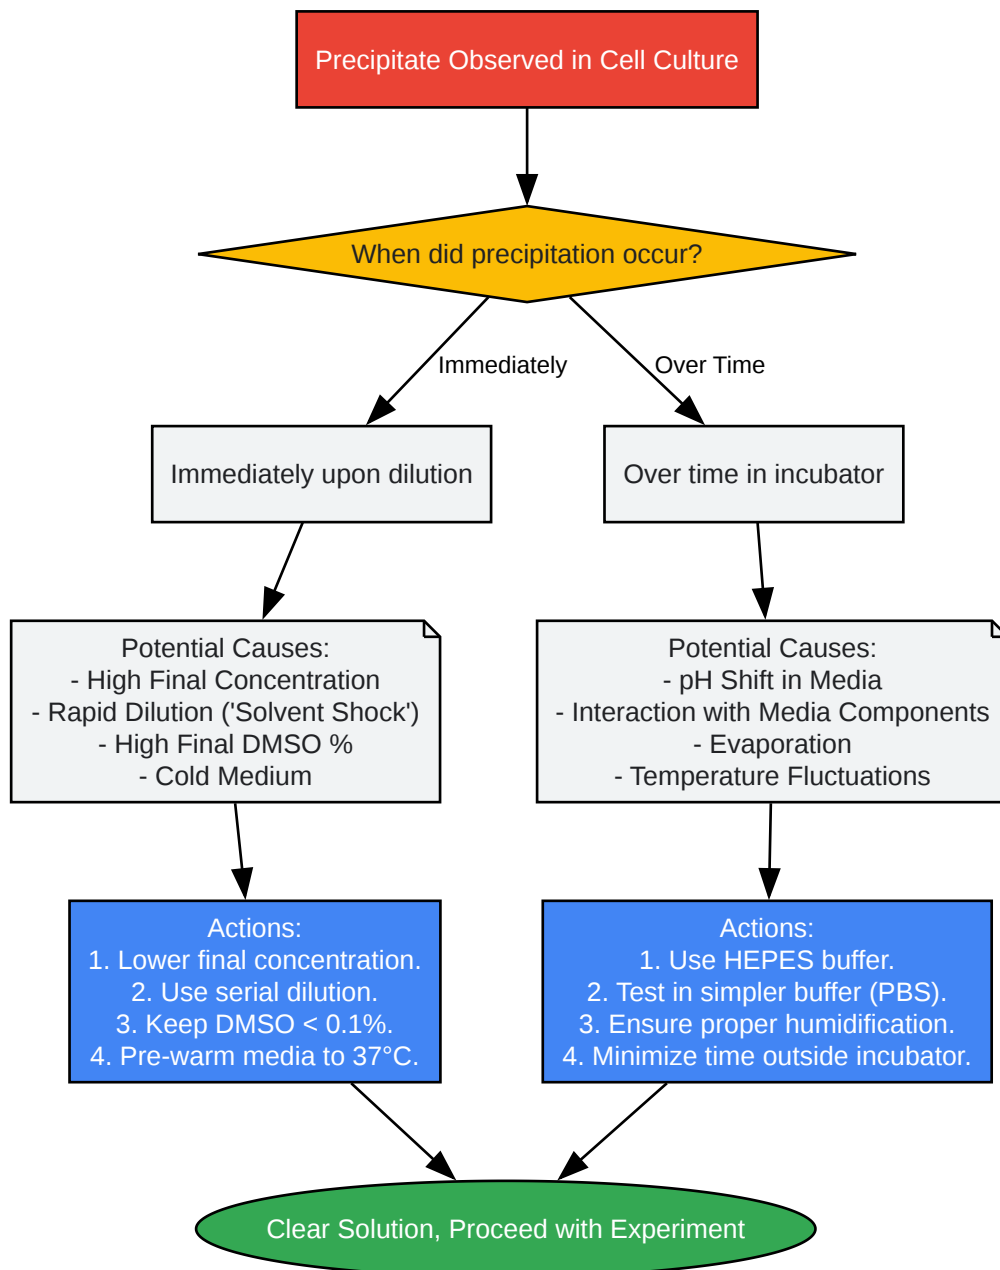 Precipitate Observed in Cell Culture
When did precipitation occur?
Immediately
Over Time
Immediately upon dilution
Over time in incubator
Potential Causes:
- High Final Concentration
- Rapid Dilution ('Solvent Shock')
- High Final DMSO %
- Cold Medium
Potential Causes:
- pH Shift in Media
- Interaction with Media Components
- Evaporation
- Temperature Fluctuations
Actions:
1. Lower final concentration.
2. Use serial dilution.
3. Keep DMSO < 0.1%.
4. Pre-warm media to 37°C.
Actions:
1. Use HEPES buffer.
2. Test in simpler buffer (PBS).
3. Ensure proper humidification.
4. Minimize time outside incubator.
Clear Solution, Proceed with Experiment